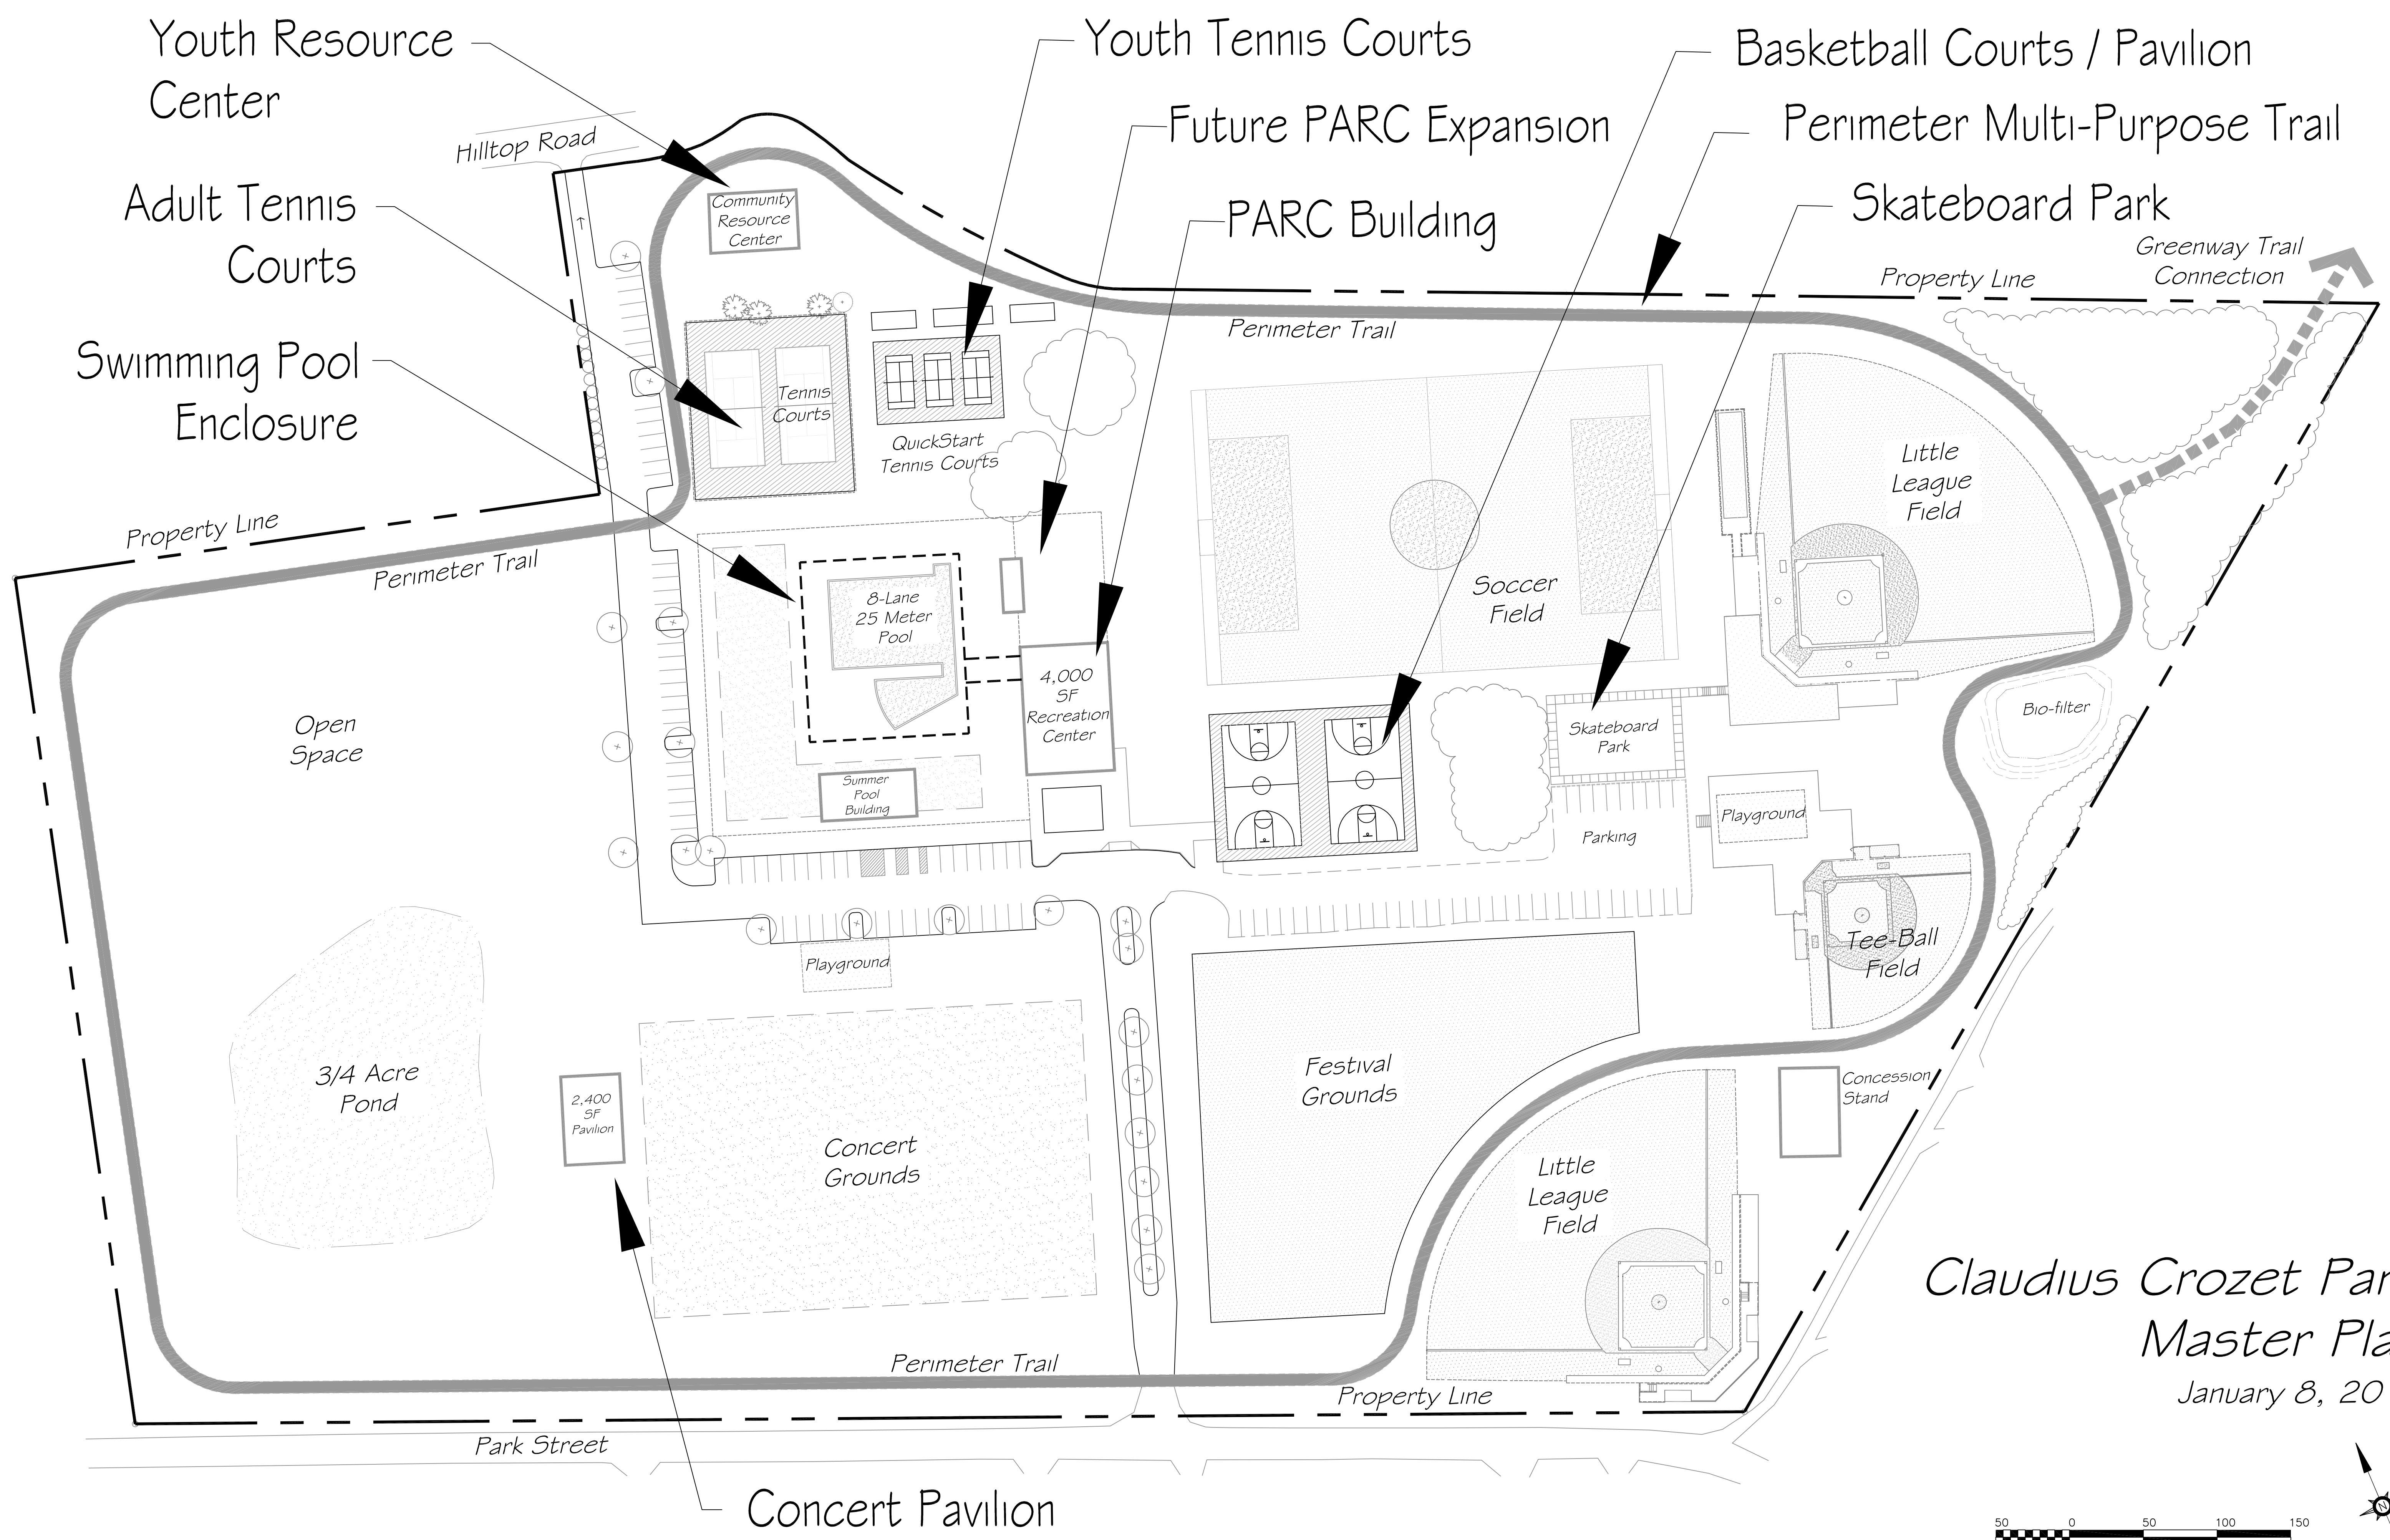 Youth Resource
Center
Youth Tennis Courts
Basketball Courts / Pavilion
Future PARC Expansion
Perimeter Multi-Purpose Trail
Hilltop Road
Adult Tennis
Courts
PARC Building
Skateboard Park
Community
Resource
Center
Greenway Trail
Connection
Property Line
Perimeter Trail
Swimming Pool
Enclosure
Tennis
Courts
QuickStart
Tennis Courts
Little
League
Field
Property Line
Perimeter Trail
8-Lane
25 Meter
Pool
Soccer
Field
4,000
SF
Recreation
Center
Open
Space
Skateboard
Park
Bio-filter
Summer
Pool
Building
Parking
Playground
Playground
Tee-Ball
Field
3/4 Acre
Pond
2,400
SF
Pavilion
Concert
Grounds
Festival
Grounds
Concession
Stand
Little
League
Field
Claudius Crozet Par
Master Pla
January 8, 20
Perimeter Trail
Property Line
Park Street
Concert Pavilion
50 0 50 100 150
N